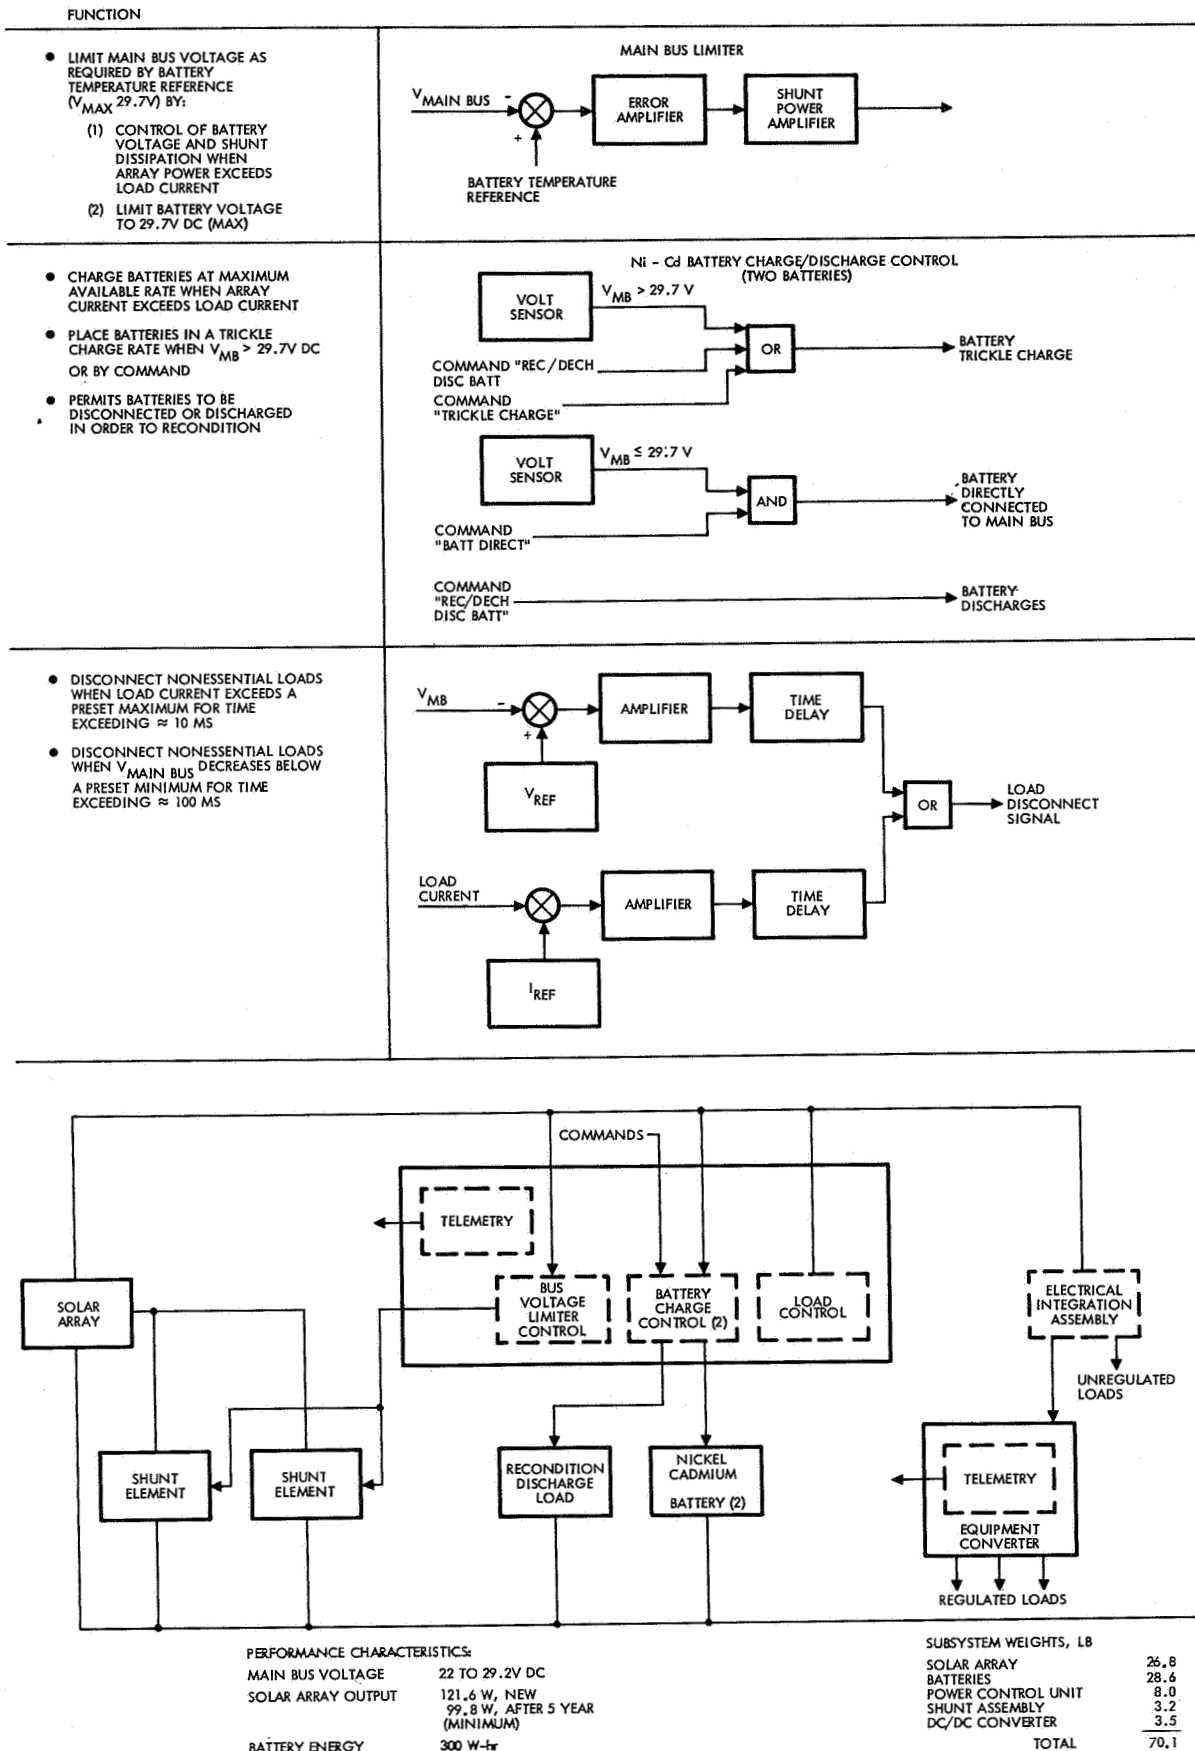 FUNCTION
● LIMIT MAIN BUS VOLTAGE AS
REQUIRED BY BATTERY
TEMPERATURE REFERENCE
(VMAX 29.7V) BY:
(1) CONTROL OF BATTERY
VOLTAGE AND SHUNT
DISSIPATION WHEN
ARRAY POWER EXCEEDS
LOAD CURRENT
(2) LIMIT BATTERY VOLTAGE
TO 29.7V DC (MAX)
MAIN BUS LIMITER
VMAIN BUS
-
+
ERROR
AMPLIFIER
SHUNT
POWER
AMPLIFIER
BATTERY TEMPERATURE
REFERENCE
● CHARGE BATTERIES AT MAXIMUM
AVAILABLE RATE WHEN ARRAY
CURRENT EXCEEDS LOAD CURRENT
● PLACE BATTERIES IN A TRICKLE
CHARGE RATE WHEN VMB > 29.7V DC
OR BY COMMAND
● PERMITS BATTERIES TO BE
DISCONNECTED OR DISCHARGED
IN ORDER TO RECONDITION
Ni - Cd BATTERY CHARGE/DISCHARGE CONTROL
(TWO BATTERIES)
VOLT
SENSOR
VMB > 29.7 V
COMMAND "REC/DECH
DISC BATT
COMMAND
"TRICKLE CHARGE"
OR
BATTERY
TRICKLE CHARGE
VOLT
SENSOR
VMB ≤ 29.7 V
COMMAND
"BATT DIRECT"
AND
BATTERY
DIRECTLY
CONNECTED
TO MAIN BUS
COMMAND
"REC/DECH
DISC BATT"
BATTERY
DISCHARGES
● DISCONNECT NONESSENTIAL LOADS
WHEN LOAD CURRENT EXCEEDS A
PRESET MAXIMUM FOR TIME
EXCEEDING ≈ 10 MS
● DISCONNECT NONESSENTIAL LOADS
WHEN VMAIN BUS DECREASES BELOW
A PRESET MINIMUM FOR TIME
EXCEEDING ≈ 100 MS
VMB
-
+
AMPLIFIER
TIME
DELAY
VREF
OR
LOAD
DISCONNECT
SIGNAL
LOAD
CURRENT
AMPLIFIER
TIME
DELAY
IREF
COMMANDS
TELEMETRY
SOLAR
ARRAY
BUS
VOLTAGE
LIMITER
CONTROL
BATTERY
CHARGE
CONTROL (2)
LOAD
CONTROL
ELECTRICAL
INTEGRATION
ASSEMBLY
UNREGULATED
LOADS
SHUNT
ELEMENT
SHUNT
ELEMENT
RECONDITION
DISCHARGE
LOAD
NICKEL
CADMIUM
BATTERY (2)
TELEMETRY
EQUIPMENT
CONVERTER
REGULATED LOADS
PERFORMANCE CHARACTERISTICS:
MAIN BUS VOLTAGE 22 TO 29.2V DC
SOLAR ARRAY OUTPUT 121.6 W, NEW
99.8 W, AFTER 5 YEAR
(MINIMUM)
BATTERY ENERGY 300 W-hr
SUBSYSTEM WEIGHTS, LB
SOLAR ARRAY 26.8
BATTERIES 28.6
POWER CONTROL UNIT 8.0
SHUNT ASSEMBLY 3.2
DC/DC CONVERTER 3.5
TOTAL 70.1